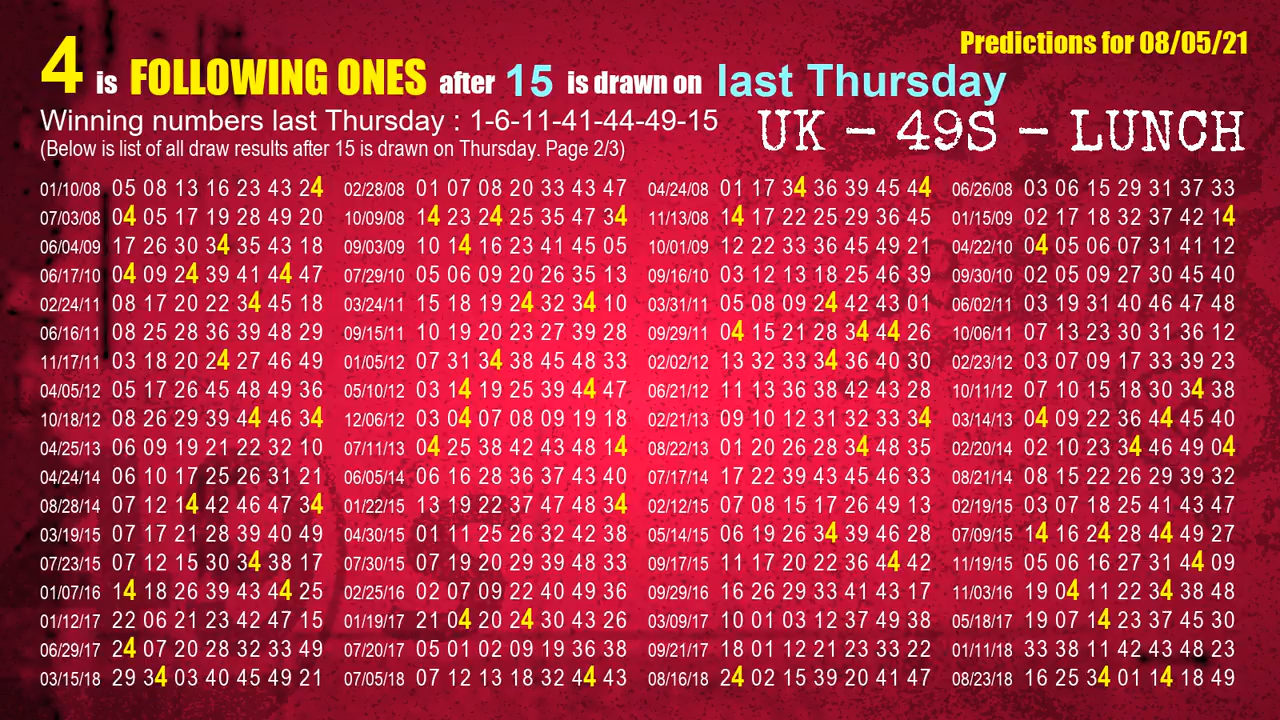 Predictions for 08/05/21
4 is FOLLOWING ONES after 15 is drawn on last Thursday
Winning numbers last Thursday : 1-6-11-41-44-49-15
UK - 49S - LUNCH
(Below is list of all draw results after 15 is drawn on Thursday. Page 2/3)
01/10/08 05 08 13 16 23 43 24 02/28/08 01 07 08 20 33 43 47 04/24/08 01 17 34 36 39 45 44 06/26/08 03 06 15 29 31 37 33
07/03/08 04 05 17 19 28 49 20 10/09/08 14 23 24 25 35 47 34 11/13/08 14 17 22 25 29 36 45 01/15/09 02 17 18 32 37 42 14
06/04/09 17 26 30 34 35 43 18 09/03/09 10 14 16 23 41 45 05 10/01/09 12 22 33 36 45 49 21 04/22/10 04 05 06 07 31 41 12
06/17/10 04 09 24 39 41 44 47 07/29/10 05 06 09 20 26 35 13 09/16/10 03 12 13 18 25 46 39 09/30/10 02 05 09 27 30 45 40
02/24/11 08 17 20 22 34 45 18 03/24/11 15 18 19 24 32 34 10 03/31/11 05 08 09 24 42 43 01 06/02/11 03 19 31 40 46 47 48
06/16/11 08 25 28 36 39 48 29 09/15/11 10 19 20 23 27 39 28 09/29/11 04 15 21 28 34 44 26 10/06/11 07 13 23 30 31 36 12
11/17/11 03 18 20 24 27 46 49 01/05/12 07 31 34 38 45 48 33 02/02/12 13 32 33 34 36 40 30 02/23/12 03 07 09 17 33 39 23
04/05/12 05 17 26 45 48 49 36 05/10/12 03 14 19 25 39 44 47 06/21/12 11 13 36 38 42 43 28 10/11/12 07 10 15 18 30 34 38
10/18/12 08 26 29 39 44 46 34 12/06/12 03 04 07 08 09 19 18 02/21/13 09 10 12 31 32 33 34 03/14/13 04 09 22 36 44 45 40
04/25/13 06 09 19 21 22 32 10 07/11/13 04 25 38 42 43 48 14 08/22/13 01 20 26 28 34 48 35 02/20/14 02 10 23 34 46 49 04
04/24/14 06 10 17 25 26 31 21 06/05/14 06 16 28 36 37 43 40 07/17/14 17 22 39 43 45 46 33 08/21/14 08 15 22 26 29 39 32
08/28/14 07 12 14 42 46 47 34 01/22/15 13 19 22 37 47 48 34 02/12/15 07 08 15 17 26 49 13 02/19/15 03 07 18 25 41 43 47
03/19/15 07 17 21 28 39 40 49 04/30/15 01 11 25 26 32 42 38 05/14/15 06 19 26 34 39 46 28 07/09/15 14 16 24 28 44 49 27
07/23/15 07 12 15 30 34 38 17 07/30/15 07 19 20 29 39 48 33 09/17/15 11 17 20 22 36 44 42 11/19/15 05 06 16 27 31 44 09
01/07/16 14 18 26 39 43 44 25 02/25/16 02 07 09 22 40 49 36 09/29/16 16 26 29 33 41 43 17 11/03/16 19 04 11 22 34 38 48
01/12/17 22 06 21 23 42 47 15 01/19/17 21 04 20 24 30 43 26 03/09/17 10 01 03 12 37 49 38 05/18/17 19 07 14 23 37 45 30
06/29/17 24 07 20 28 32 33 49 07/20/17 05 01 02 09 19 36 38 09/21/17 18 01 12 21 23 33 22 01/11/18 33 38 11 42 43 48 23
03/15/18 29 34 03 40 45 49 21 07/05/18 07 12 13 18 32 44 43 08/16/18 24 02 15 39 20 41 47 08/23/18 16 25 34 01 14 18 49